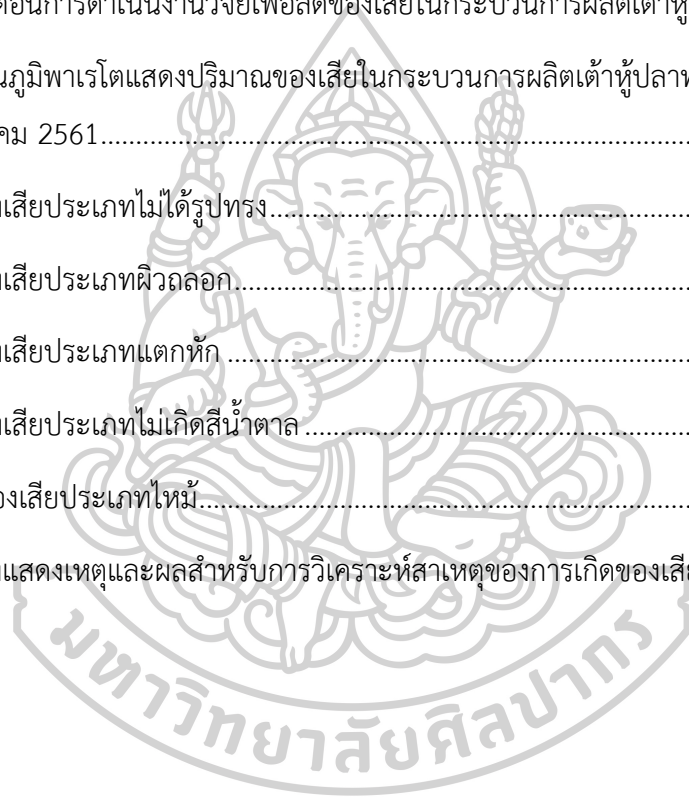 ตอนการดำเนินงานวิจัยเพื่อลดของเสียในกระบวนการผลิตเต้าหู้
นภูมิพาเรโตแสดงปริมาณของเสียในกระบวนการผลิตเต้าหู้ปลาท
คม 2561
งเสียประเภทไม่ได้รูปทรง
งเสียประเภทผิวถลอก
งเสียประเภทแตกหัก
งเสียประเภทไม่เกิดสีน้ำตาล
องเสียประเภทไหม้
แสดงเหตุและผลสำหรับการวิเคราะห์สาเหตุของการเกิดของเสีย
มหาวิทยาลัยศิลปากร